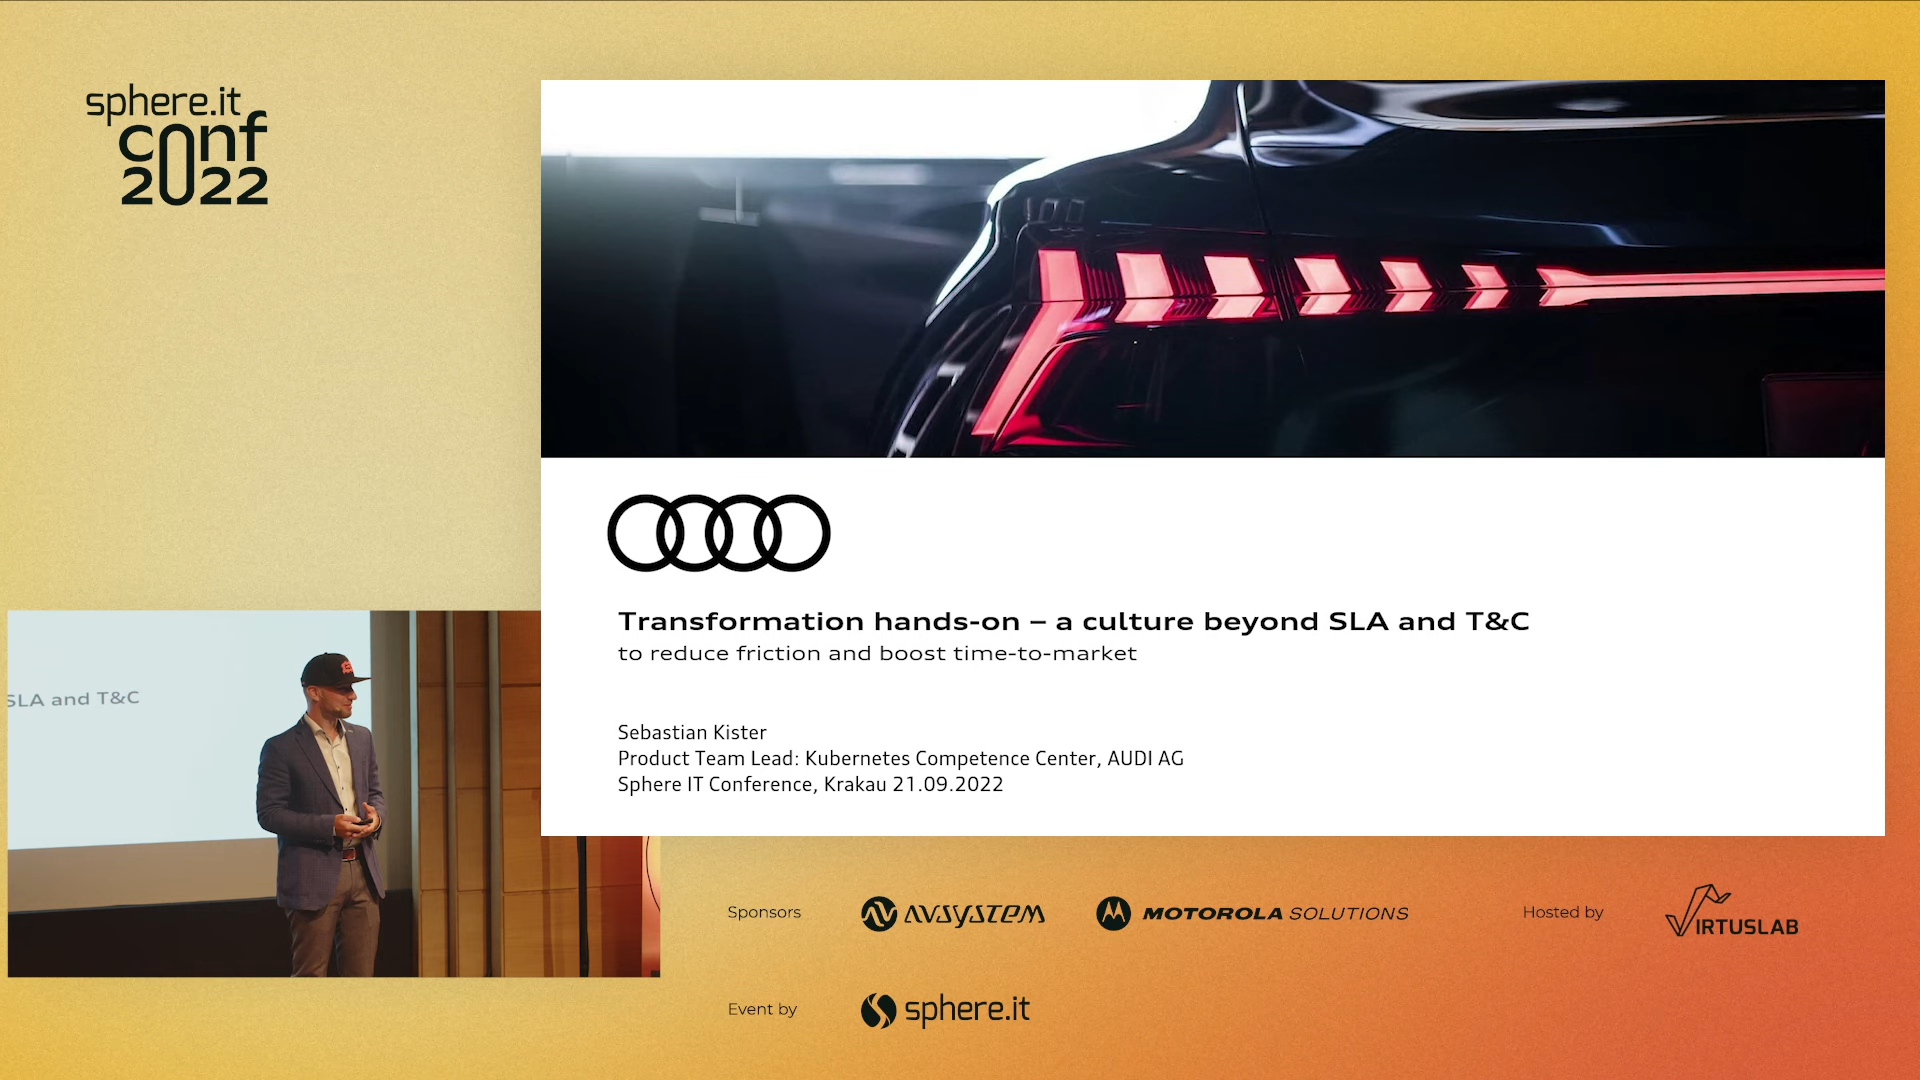 sphere.it
conf
2022
Transformation hands-on – a culture beyond SLA and T&C
to reduce friction and boost time-to-market
Sebastian Kister
Product Team Lead: Kubernetes Competence Center, AUDI AG
Sphere IT Conference, Krakau 21.09.2022
SLA and T&C
Sponsors
AVSYSTEM
MOTOROLA SOLUTIONS
Hosted by
VIRTUSLAB
Event by
sphere.it